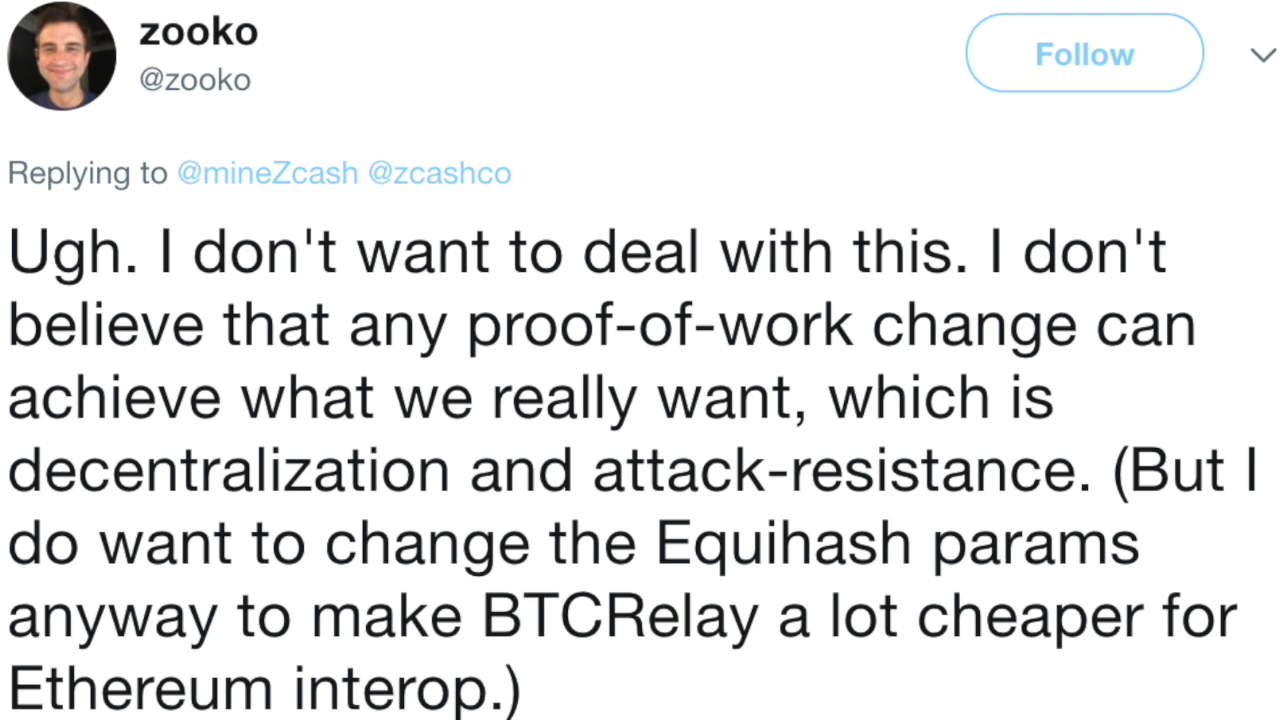 zooko
@zooko
Follow
Replying to @mineZcash @zcashco
Ugh. I don't want to deal with this. I don't
believe that any proof-of-work change can
achieve what we really want, which is
decentralization and attack-resistance. (But I
do want to change the Equihash params
anyway to make BTCRelay a lot cheaper for
Ethereum interop.)